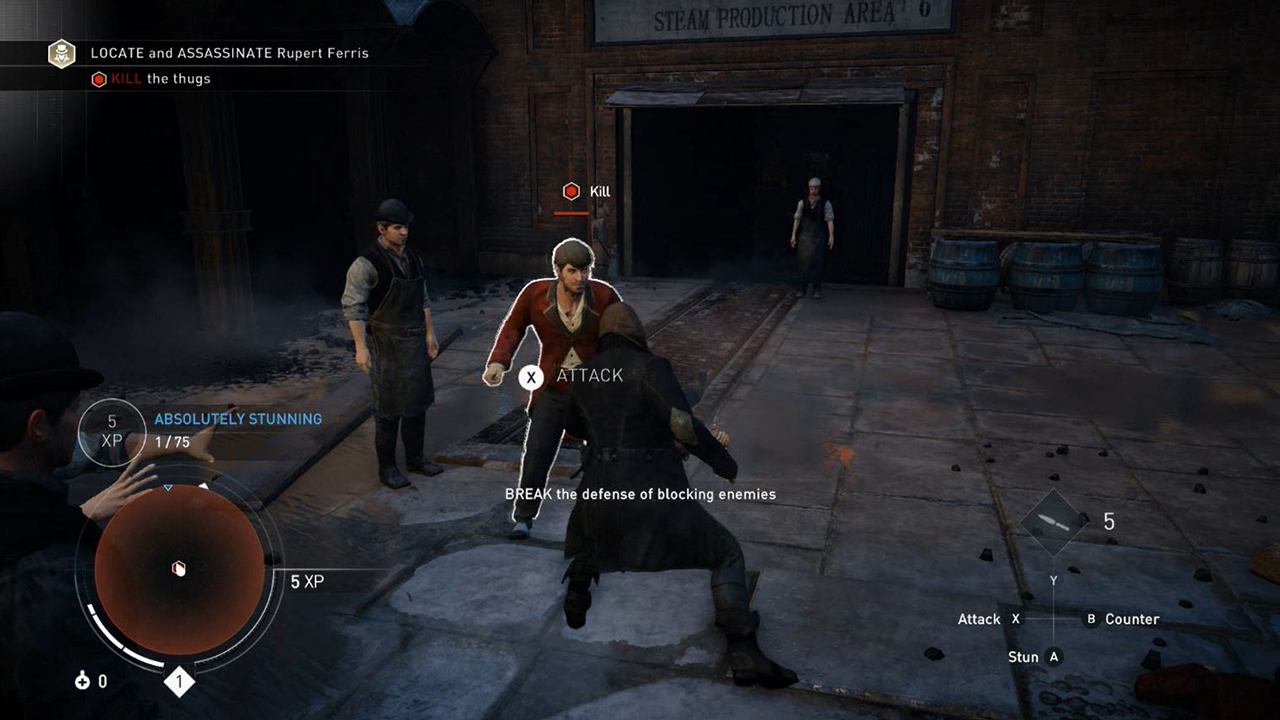 STEAM PRODUCTION AREA 0
LOCATE and ASSASSINATE Rupert Ferris
KILL the thugs
Kill
X ATTACK
5 XP
ABSOLUTELY STUNNING
1 / 75
BREAK the defense of blocking enemies
5
5 XP
Y
Attack X B Counter
Stun A
0
1